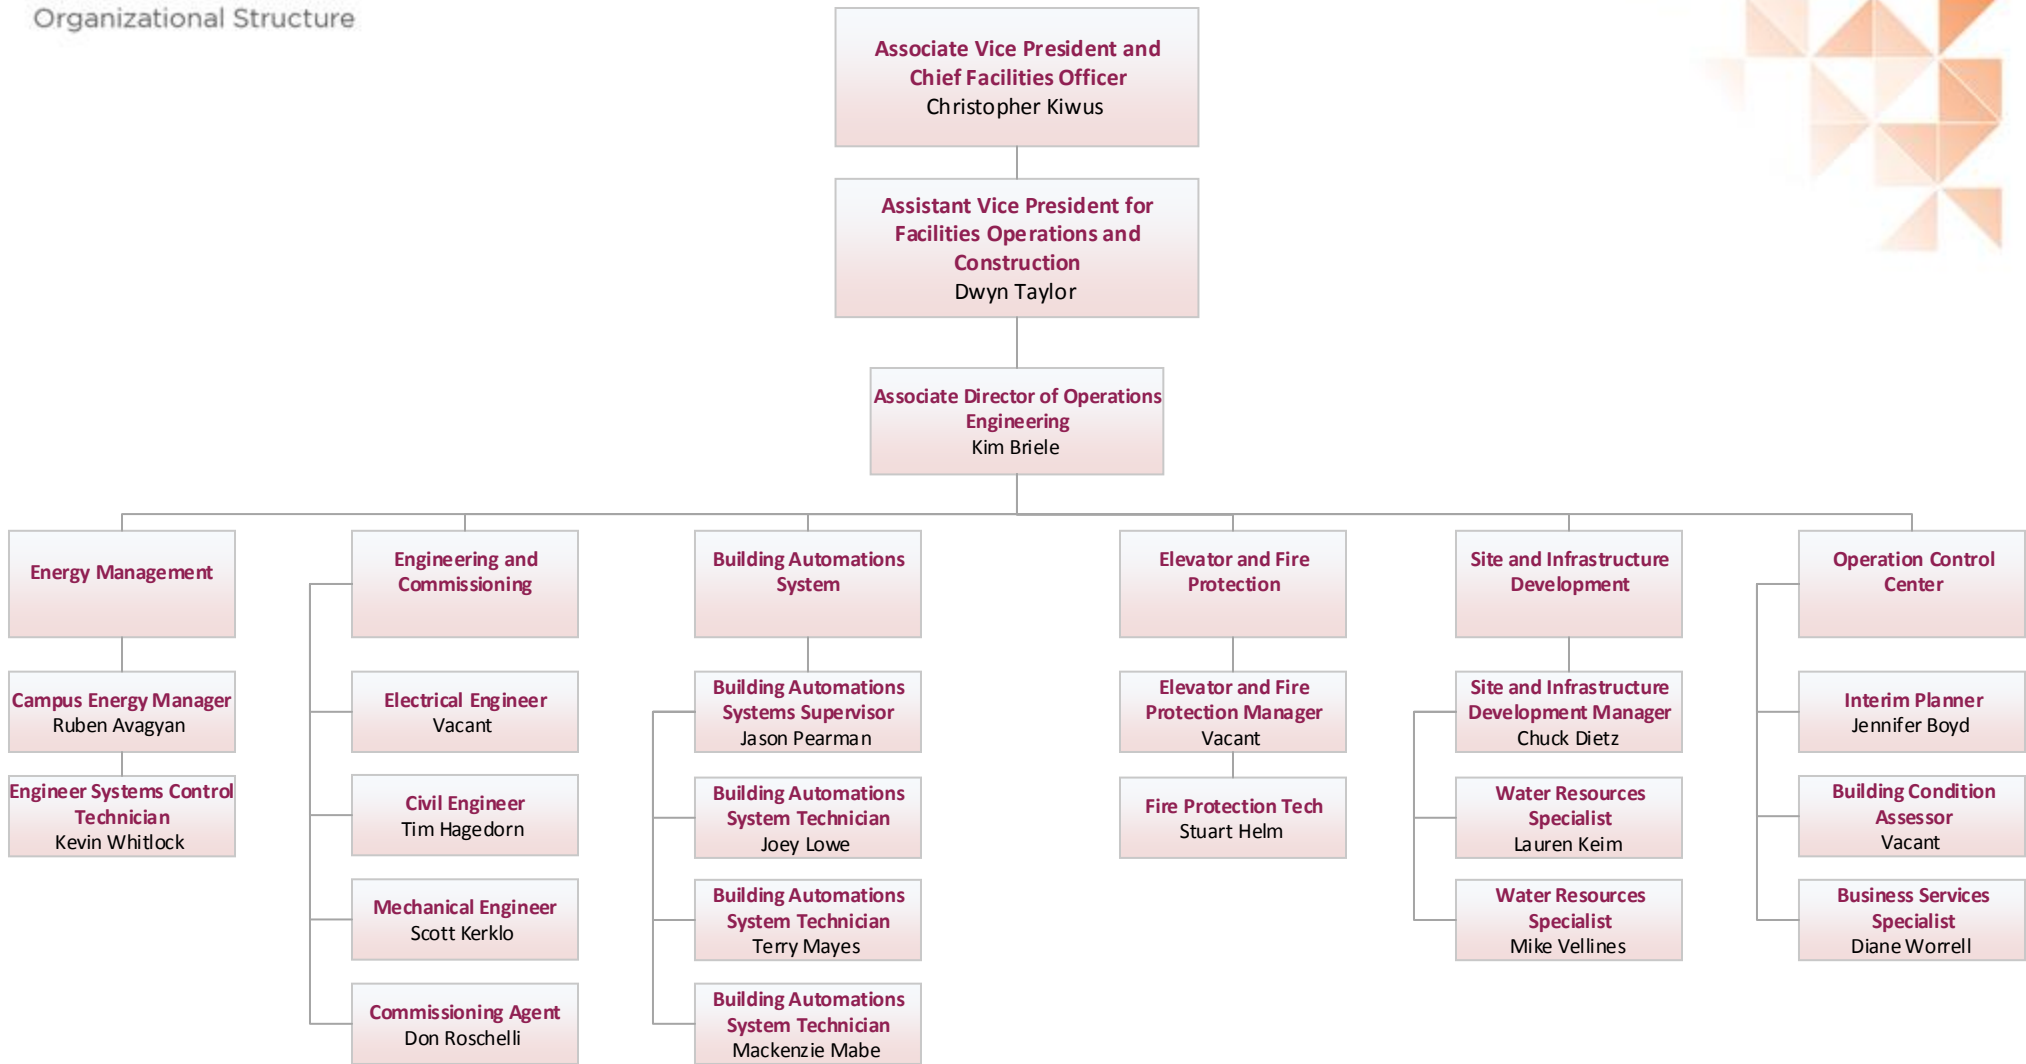 Organizational Structure
Associate Vice President and
Chief Facilities Officer
Christopher Kiwus
Assistant Vice President for
Facilities Operations and
Construction
Dwyn Taylor
Associate Director of Operations
Engineering
Kim Briele
Energy Management
Campus Energy Manager
Ruben Avagyan
Engineer Systems Control
Technician
Kevin Whitlock
Engineering and
Commissioning
Electrical Engineer
Vacant
Civil Engineer
Tim Hagedorn
Mechanical Engineer
Scott Kerklo
Commissioning Agent
Don Roschelli
Building Automations
System
Building Automations
Systems Supervisor
Jason Pearman
Building Automations
System Technician
Joey Lowe
Building Automations
System Technician
Terry Mayes
Building Automations
System Technician
Mackenzie Mabe
Elevator and Fire
Protection
Elevator and Fire
Protection Manager
Vacant
Fire Protection Tech
Stuart Helm
Site and Infrastructure
Development
Site and Infrastructure
Development Manager
Chuck Dietz
Water Resources
Specialist
Lauren Keim
Water Resources
Specialist
Mike Vellines
Operation Control
Center
Interim Planner
Jennifer Boyd
Building Condition
Assessor
Vacant
Business Services
Specialist
Diane Worrell